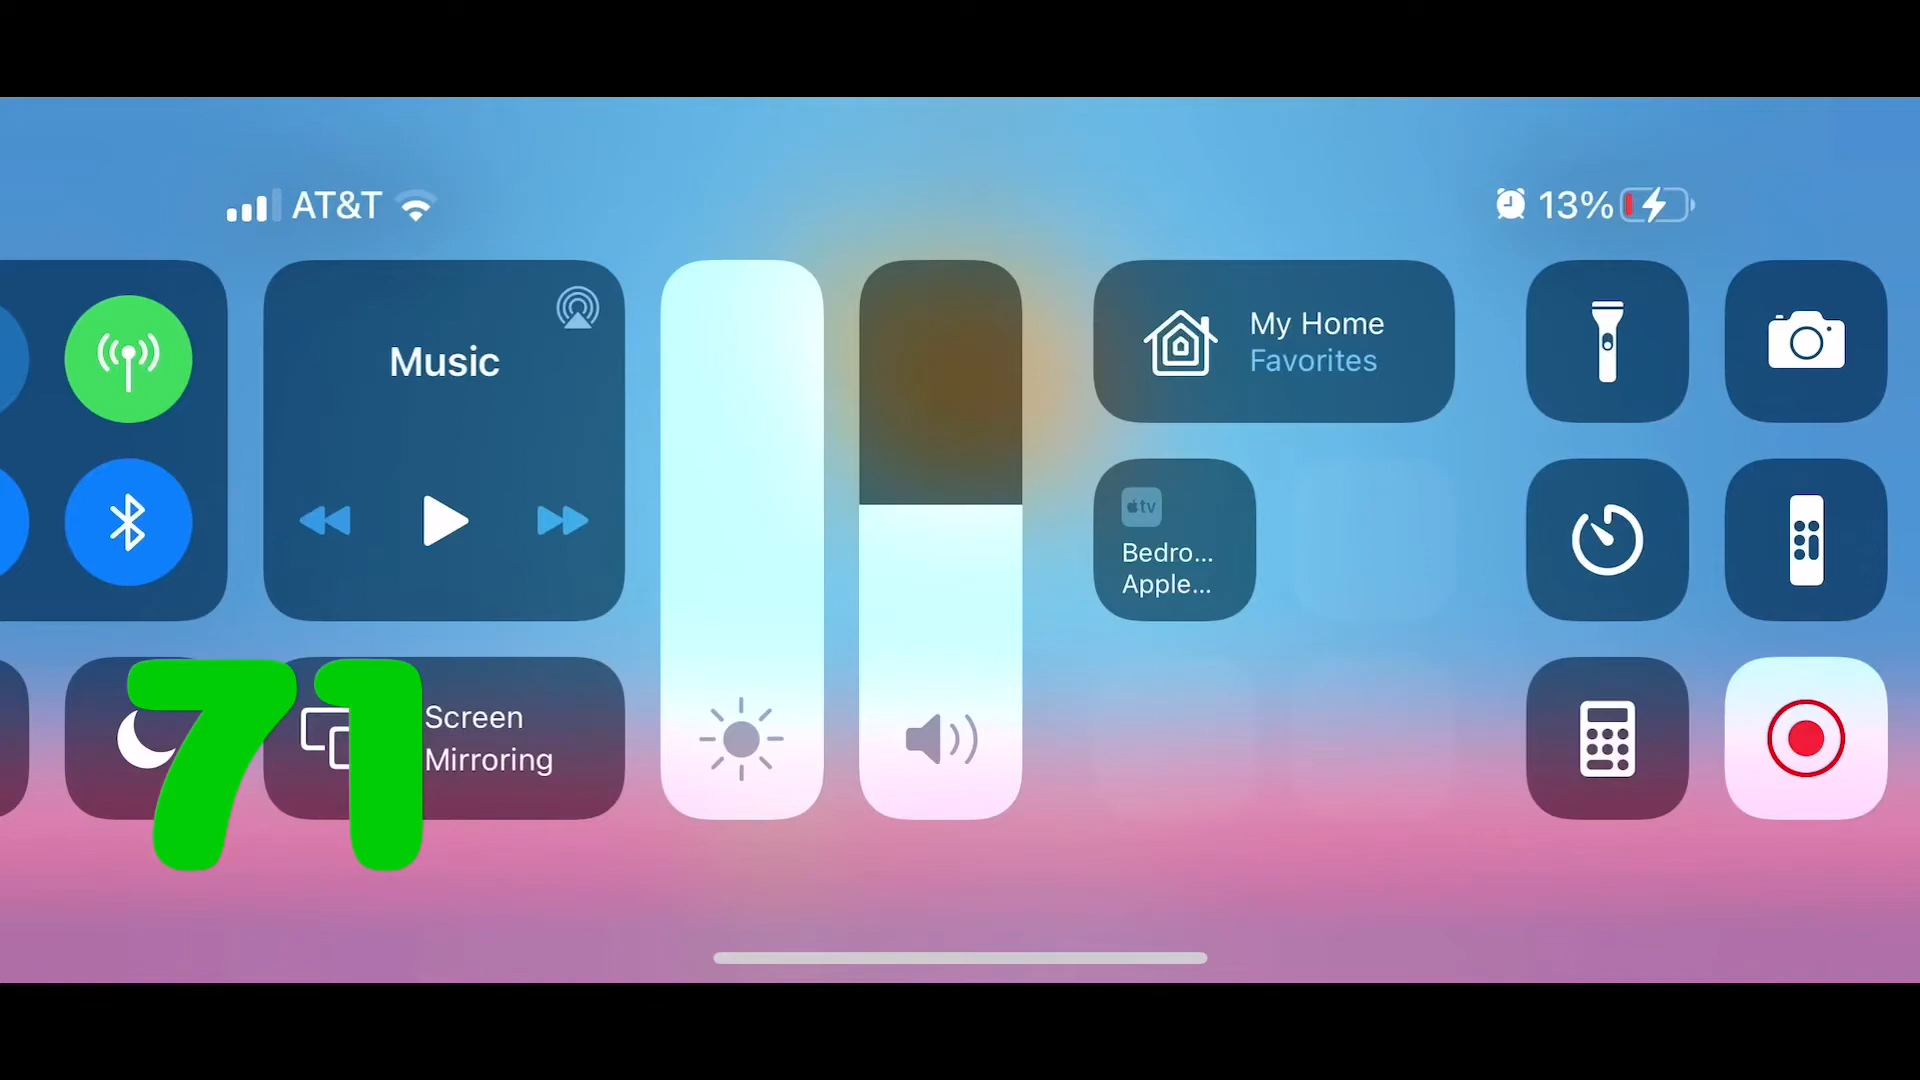 AT&T
13%
Music
My Home
Favorites
tv
Bedro...
Apple...
71
Screen
Mirroring